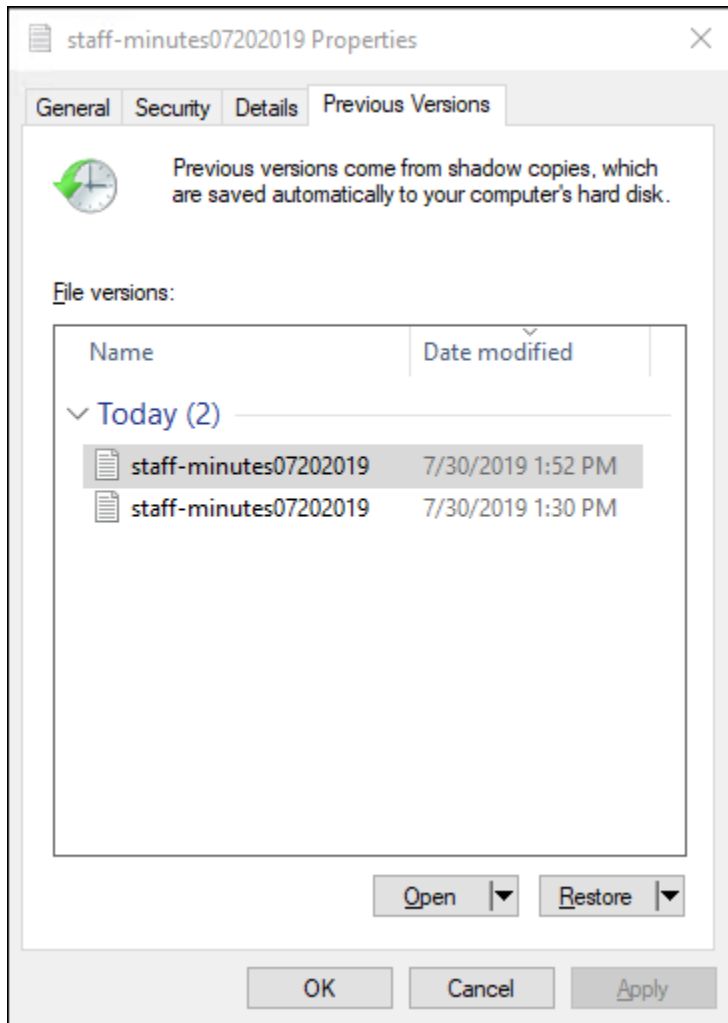 staff-minutes07202019 Properties
General Security Details Previous Versions
Previous versions come from shadow copies, which
are saved automatically to your computer's hard disk.
File versions:
Name Date modified
Today (2)
staff-minutes07202019 7/30/2019 1:52 PM
staff-minutes07202019 7/30/2019 1:30 PM
Open Restore
OK Cancel Apply